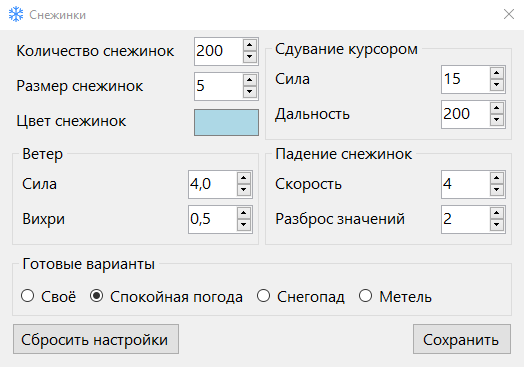 Снежинки
Количество снежинок 200
Размер снежинок 5
Цвет снежинок
Сдувание курсором
Сила 15
Дальность 200
Ветер
Сила 4,0
Вихри 0,5
Падение снежинок
Скорость 4
Разброс значений 2
Готовые варианты
Своё Спокойная погода Снегопад Метель
Сбросить настройки Сохранить